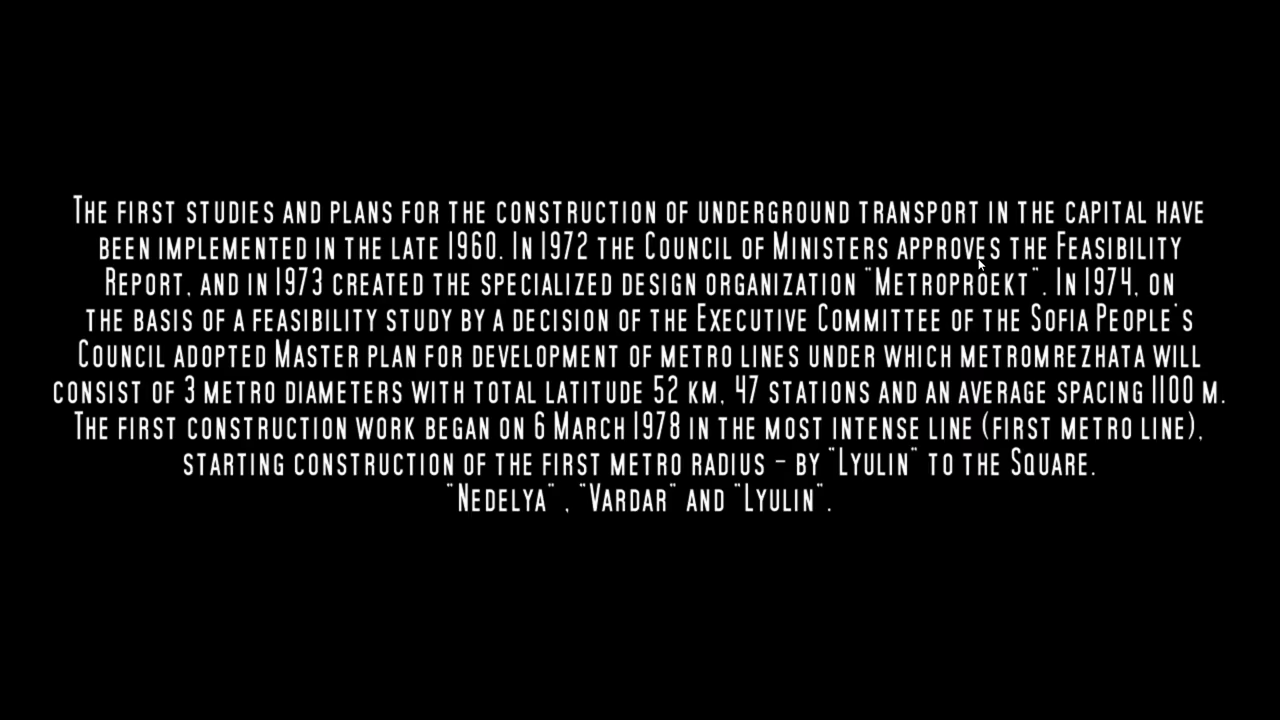 The first studies and plans for the construction of underground transport in the capital have
been implemented in the late 1960. In 1972 the Council of Ministers approves the Feasibility
Report, and in 1973 created the specialized design organization "Metroproekt". In 1974, on
the basis of a feasibility study by a decision of the Executive Committee of the Sofia People's
Council adopted Master plan for development of metro lines under which metromrezhata will
consist of 3 metro diameters with total latitude 52 km, 47 stations and an average spacing 1100 m.
The first construction work began on 6 March 1978 in the most intense line (first metro line),
starting construction of the first metro radius - by "Lyulin" to the Square.
"Nedelya" , "Vardar" and "Lyulin".